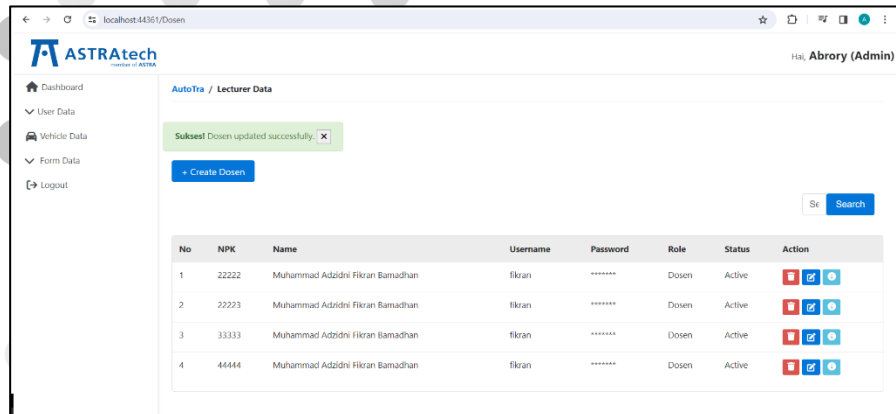 localhost:44361/Dosen
ASTRAtech
member of ASTRA
Hai, Abrory (Admin)
Dashboard
User Data
Vehicle Data
Form Data
Logout
AutoTra / Lecturer Data
Sukses! Dosen updated successfully. ×
+ Create Dosen
Se Search
No NPK Name Username Password Role Status Action
1 22222 Muhammad Adzidni Fikran Bamadhan fikran ******* Dosen Active
2 22223 Muhammad Adzidni Fikran Bamadhan fikran ******* Dosen Active
3 33333 Muhammad Adzidni Fikran Bamadhan fikran ******* Dosen Active
4 44444 Muhammad Adzidni Fikran Bamadhan fikran ******* Dosen Active